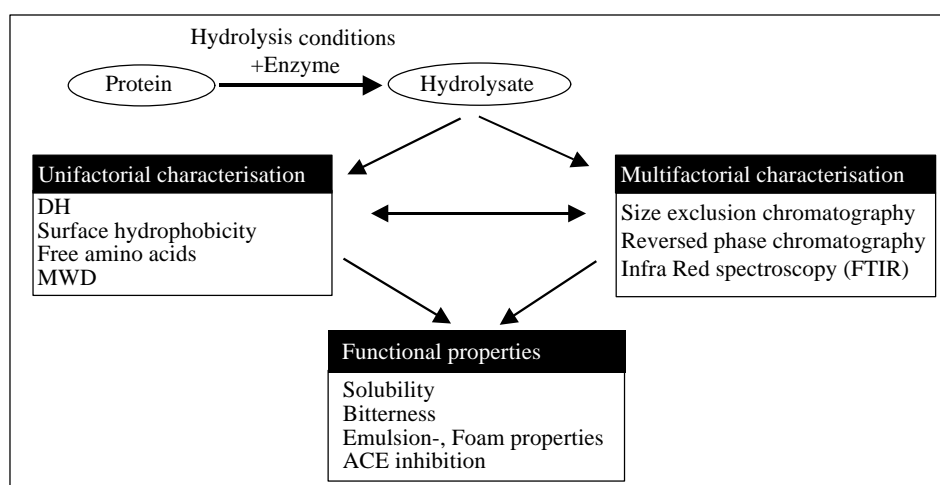 Hydrolysis conditions
+Enzyme
Protein
Hydrolysate
Unifactorial characterisation
DH
Surface hydrophobicity
Free amino acids
MWD
Multifactorial characterisation
Size exclusion chromatography
Reversed phase chromatography
Infra Red spectroscopy (FTIR)
Functional properties
Solubility
Bitterness
Emulsion-, Foam properties
ACE inhibition